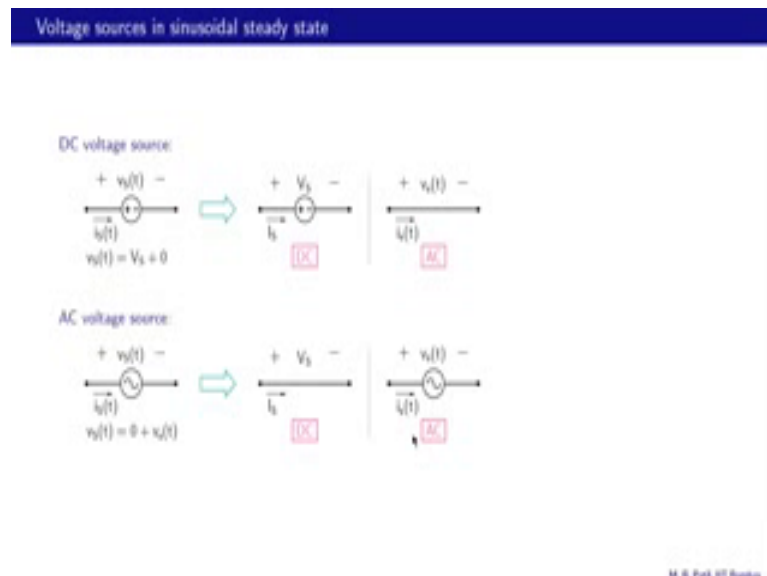 Voltage sources in sinusoidal steady state
DC voltage source:
+ vS(t) − + VS − + vs(t) −
iS(t) IS is(t)
vS(t) = VS + 0 DC AC
AC voltage source:
+ vS(t) − + VS − + vs(t) −
iS(t) IS is(t)
vS(t) = 0 + vs(t) DC AC